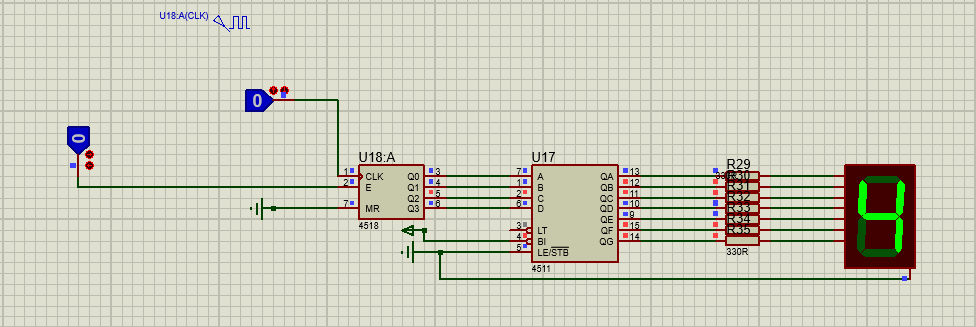 U18:A(CLK)
0
0
U18:A
1 CLK Q0 3
2 E Q1 4
Q2 5
7 MR Q3 6
4518
U17
7 A QA 13
1 B QB 12
2 C QC 11
6 D QD 10
QE 9
3 LT QF 15
4 BI QG 14
5 LE/STB
4511
R29
R30
R31
R32
R33
R34
R35
330R
4